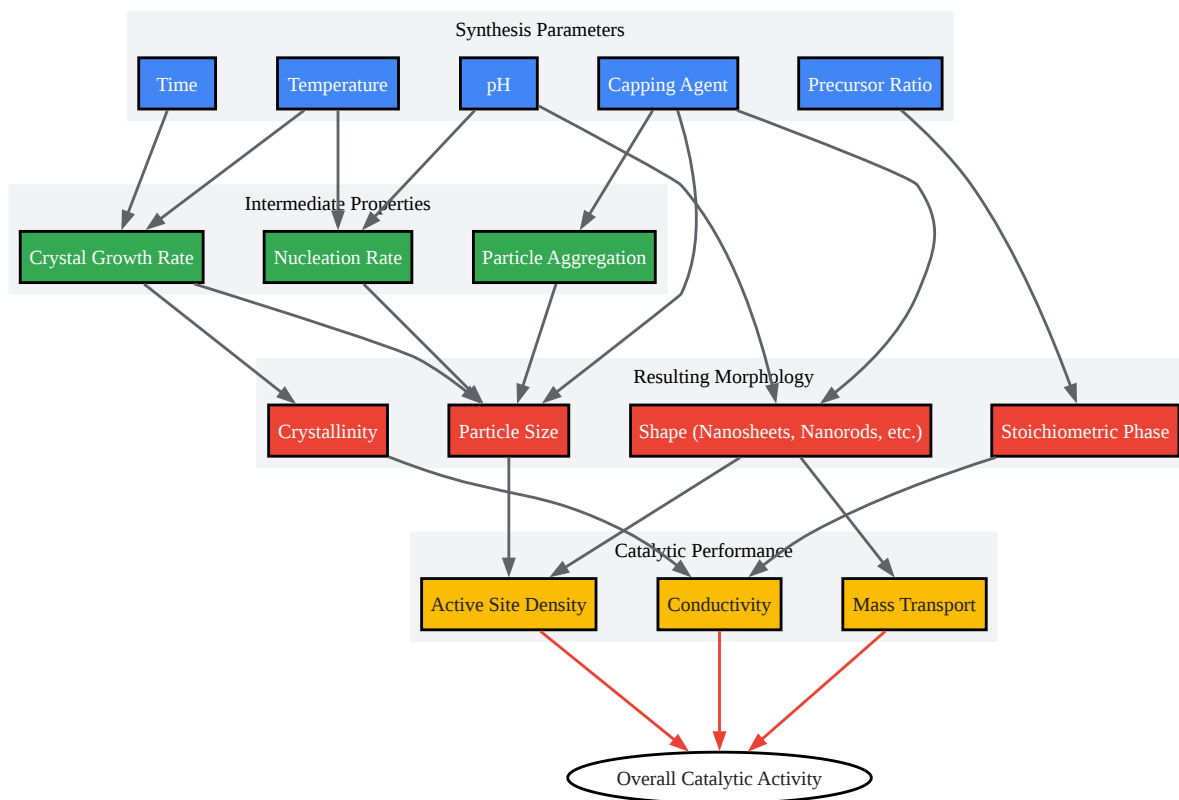 Synthesis Parameters
Time
Temperature
pH
Capping Agent
Precursor Ratio
Intermediate Properties
Crystal Growth Rate
Nucleation Rate
Particle Aggregation
Resulting Morphology
Crystallinity
Particle Size
Shape (Nanosheets, Nanorods, etc.)
Stoichiometric Phase
Catalytic Performance
Active Site Density
Conductivity
Mass Transport
Overall Catalytic Activity